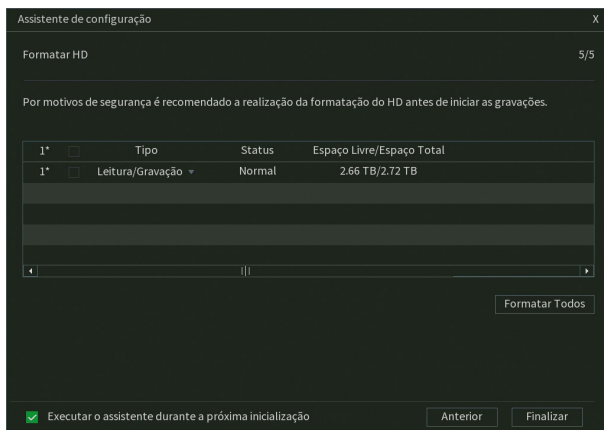 Assistente de configuração X
Formatar HD 5/5
Por motivos de segurança é recomendado a realização da formatação do HD antes de iniciar as gravações.
1* Tipo Status Espaço Livre/Espaço Total
1* Leitura/Gravação Normal 2.66 TB/2.72 TB
Formatar Todos
Executar o assistente durante a próxima inicialização Anterior Finalizar